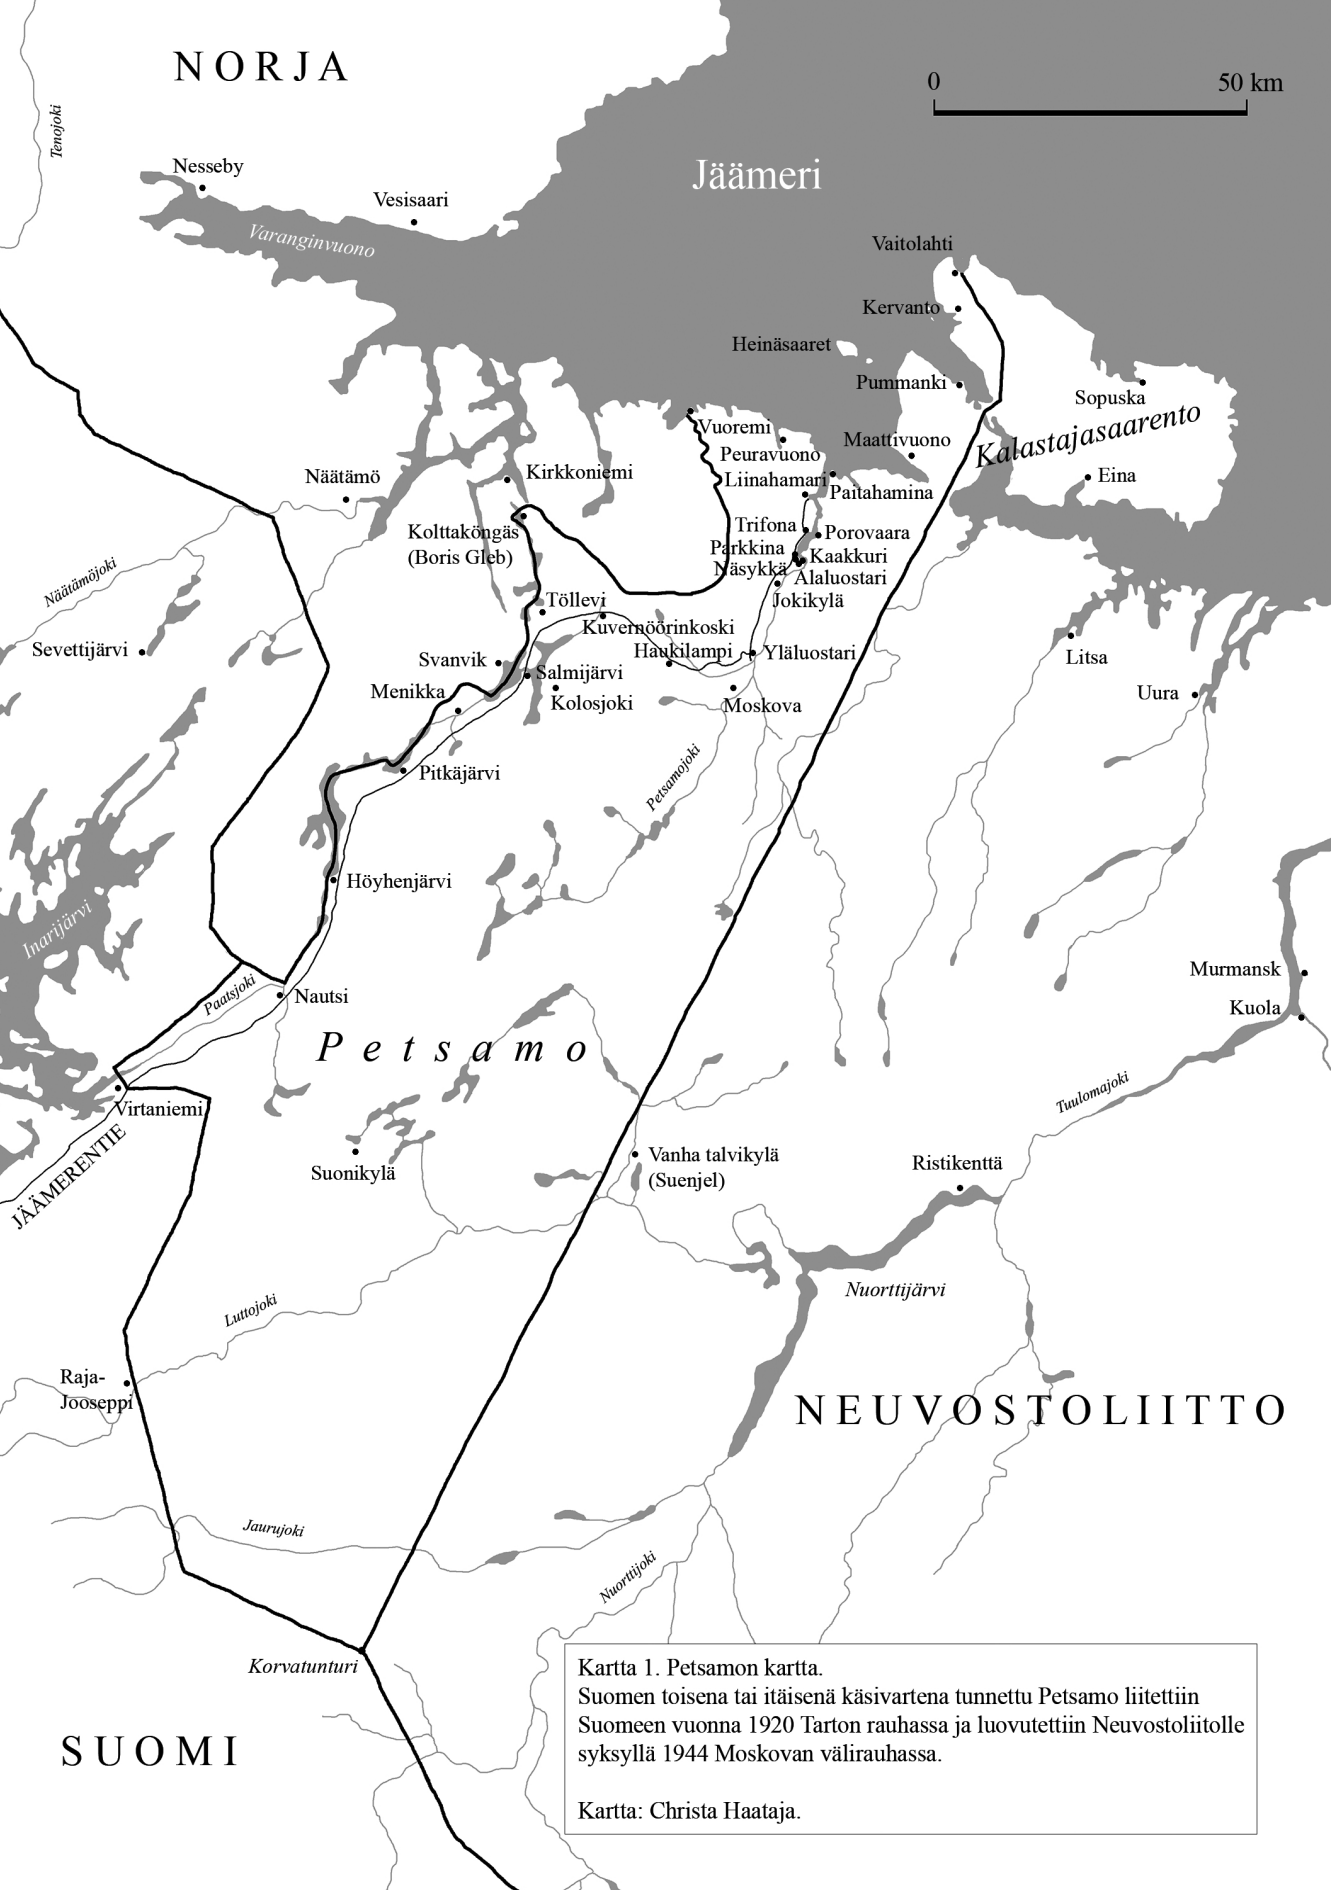 NORJA
0 50 km
Tenojoki
Nesseby
Jäämeri
Vesisaari
Varanginvuono
Vaitolahti
Kervanto
Heinäsaaret
Pummanki
Sopuska
Kalastajasaarento
Vuoremi
Maattivuono
Peuravuono
Näätämö
Kirkkoniemi
Liinahamari
Eina
Paitahamina
Kolttaköngäs
(Boris Gleb)
Trifona
Porovaara
Parkkina
Kaakkuri
Näsykkä
Alaluostari
Näätämöjoki
Töllevi
Jokikylä
Kuvernöörinkoski
Sevettijärvi
Haukilampi
Yläluostari
Litsa
Svanvik
Salmijärvi
Menikka
Kolosjoki
Moskova
Uura
Pitkäjärvi
Petsamojoki
Höyhenjärvi
Inarijärvi
Murmansk
Paatsjoki
Nautsi
Kuola
Petsamo
Tuulomajoki
Virtaniemi
JÄÄMERENTIE
Suonikylä
Vanha talvikylä
(Suenjel)
Ristikenttä
Nuorttijärvi
Luttojoki
Raja-
Jooseppi
NEUVOSTOLIITTO
Jaurujoki
Nuorttijoki
Korvatunturi
SUOMI
Kartta 1. Petsamon kartta.
Suomen toisena tai itäisenä käsivartena tunnettu Petsamo liitettiin
Suomeen vuonna 1920 Tarton rauhassa ja luovutettiin Neuvostoliitolle
syksyllä 1944 Moskovan välirauhassa.
Kartta: Christa Haataja.